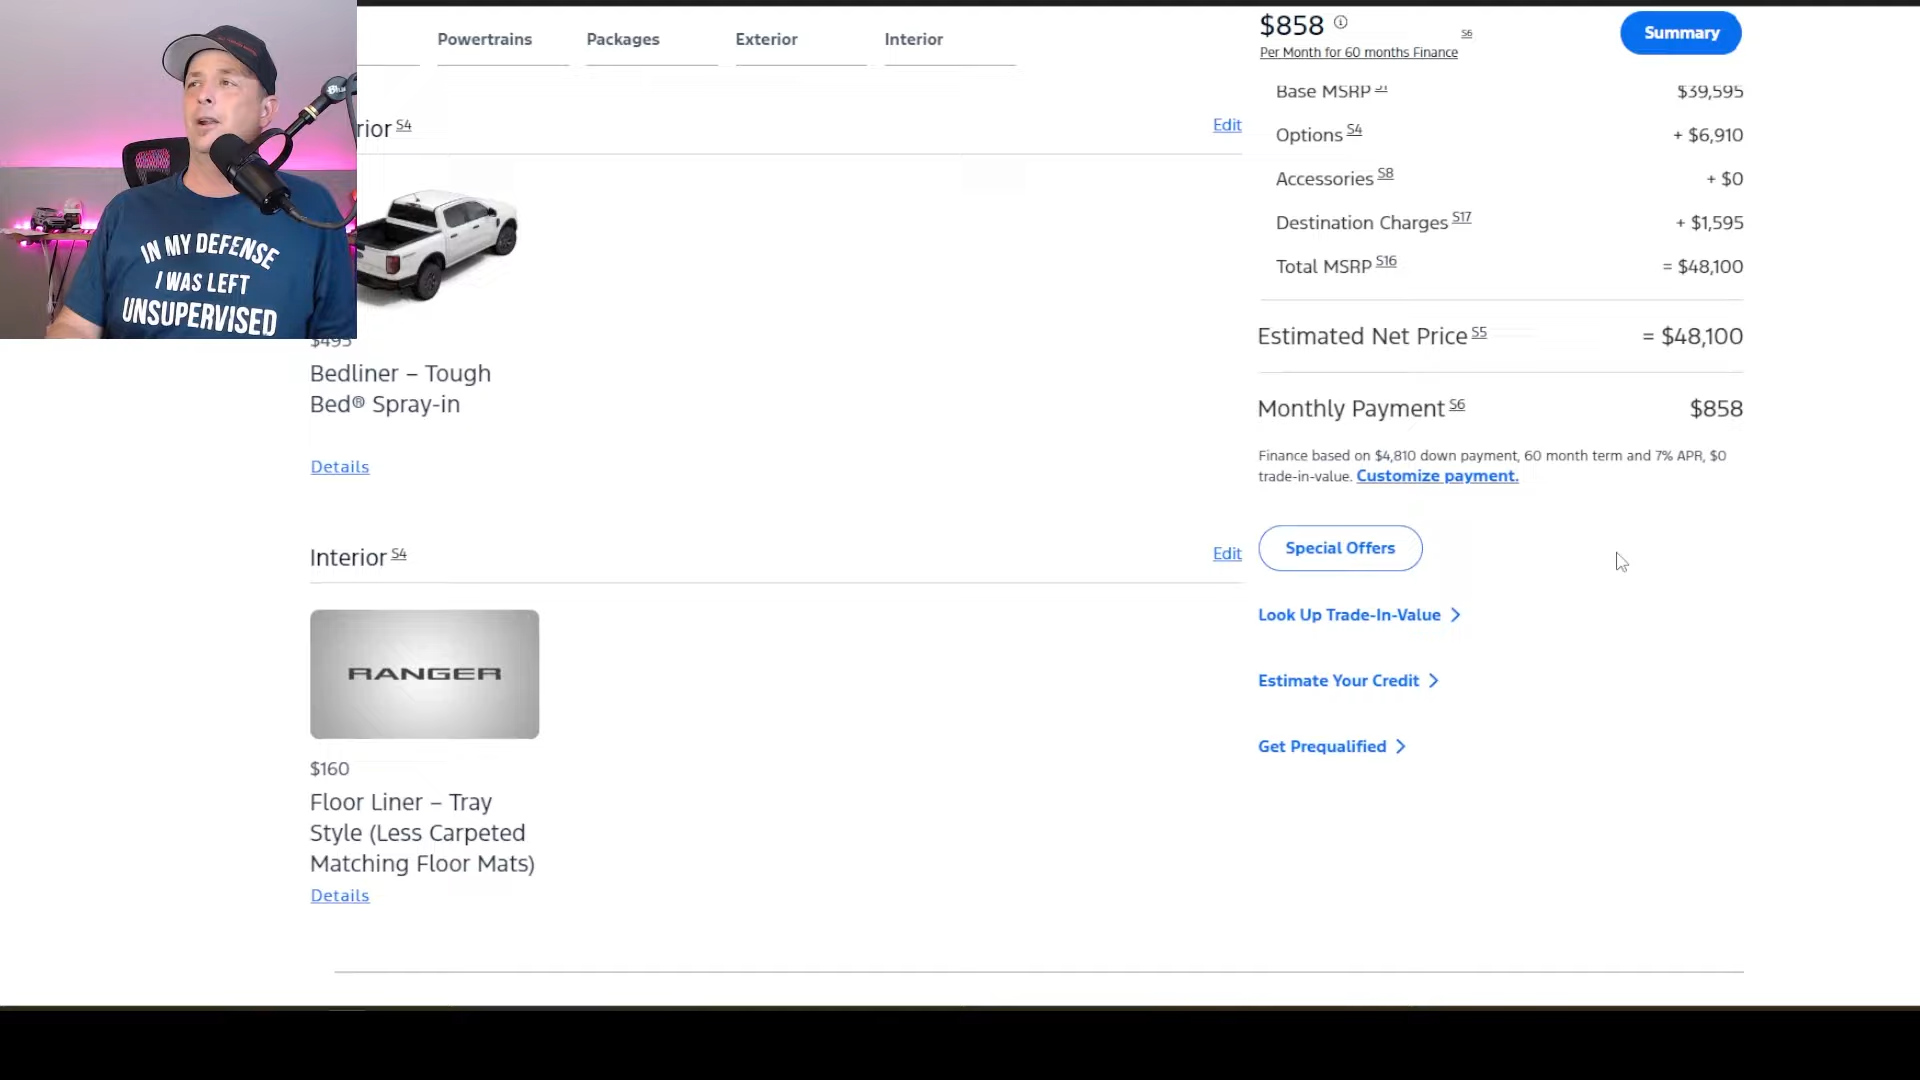 Powertrains
Packages
Exterior
Interior
$858
S6
Per Month for 60 months Finance
Summary
rior S4
Edit
$495
Bedliner – Tough
Bed® Spray-in
Details
Interior S4
Edit
RANGER
$160
Floor Liner – Tray
Style (Less Carpeted
Matching Floor Mats)
Details
Base MSRP $39,595
Options S4 + $6,910
Accessories S8 + $0
Destination Charges S17 + $1,595
Total MSRP S16 = $48,100
Estimated Net Price S5 = $48,100
Monthly Payment S6 $858
Finance based on $4,810 down payment, 60 month term and 7% APR, $0
trade-in-value. Customize payment.
Special Offers
Look Up Trade-In-Value
Estimate Your Credit
Get Prequalified
IN MY DEFENSE
I WAS LEFT
UNSUPERVISED